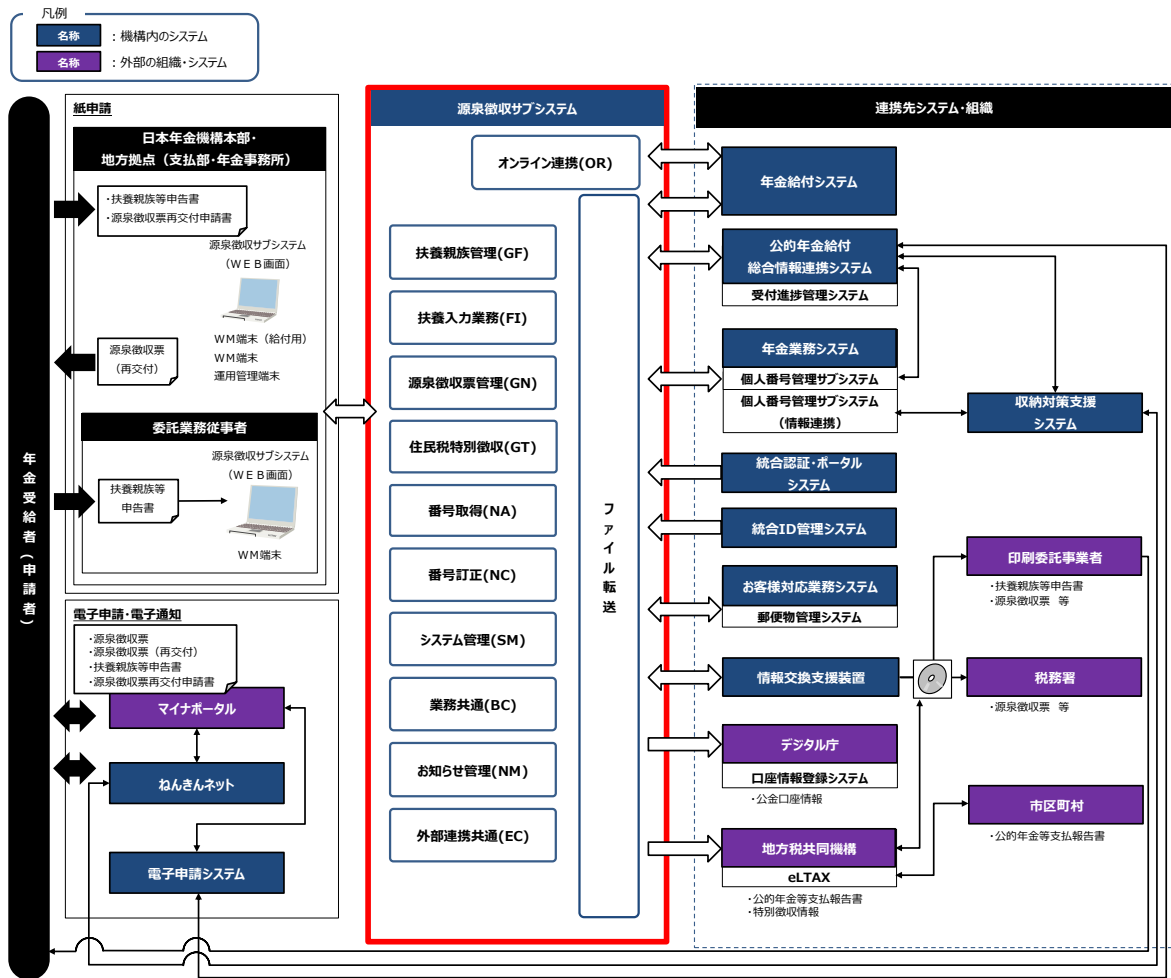 凡例
名称
：機構内のシステム
名称
：外部の組織・システム
年金受給者(申請者)
紙申請
日本年金機構本部・
地方拠点（支払部・年金事務所）
・扶養親族等申告書
・源泉徴収票再交付申請書
源泉徴収サブシステム
（ＷＥＢ画面）
WM端末（給付用）
WM端末
運用管理端末
源泉徴収票
（再交付）
委託業務従事者
源泉徴収サブシステム
（ＷＥＢ画面）
扶養親族等
申告書
WM端末
電子申請・電子通知
・源泉徴収票
・源泉徴収票（再交付）
・扶養親族等申告書
・源泉徴収票再交付申請書
マイナポータル
ねんきんネット
電子申請システム
源泉徴収サブシステム
オンライン連携(OR)
扶養親族管理(GF)
扶養入力業務(FI)
源泉徴収票管理(GN)
住民税特別徴収(GT)
番号取得(NA)
番号訂正(NC)
システム管理(SM)
業務共通(BC)
お知らせ管理(NM)
外部連携共通(EC)
ファイル転送
連携先システム・組織
年金給付システム
公的年金給付
総合情報連携システム
受付進捗管理システム
年金業務システム
個人番号管理サブシステム
個人番号管理サブシステム
（情報連携）
収納対策支援
システム
統合認証・ポータル
システム
統合ID管理システム
お客様対応業務システム
郵便物管理システム
印刷委託事業者
・扶養親族等申告書
・源泉徴収票 等
情報交換支援装置
税務署
・源泉徴収票 等
デジタル庁
口座情報登録システム
・公金口座情報
市区町村
・公的年金等支払報告書
地方税共同機構
eLTAX
・公的年金等支払報告書
・特別徴収情報